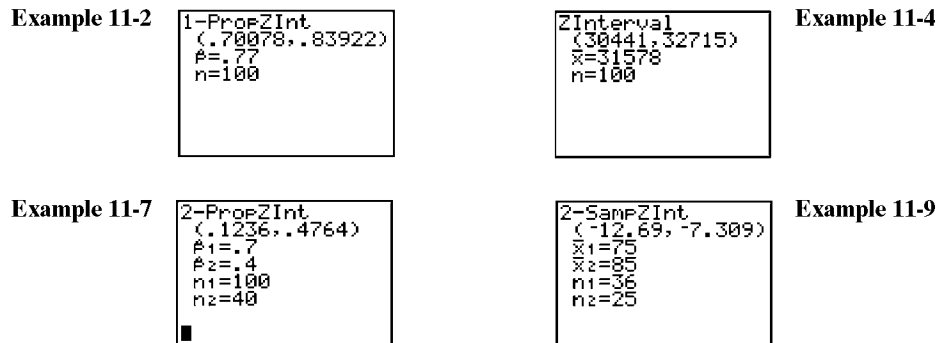 Example 11-2
1-PropZInt
(.70078,.83922)
p̂=.77
n=100
ZInterval
(30441,32715)
x̄=31578
n=100
Example 11-4
Example 11-7
2-PropZInt
(.1236,.4764)
p̂1=.7
p̂2=.4
n1=100
n2=40
2-SampZInt
(-12.69,-7.309)
x̄1=75
x̄2=85
n1=36
n2=25
Example 11-9